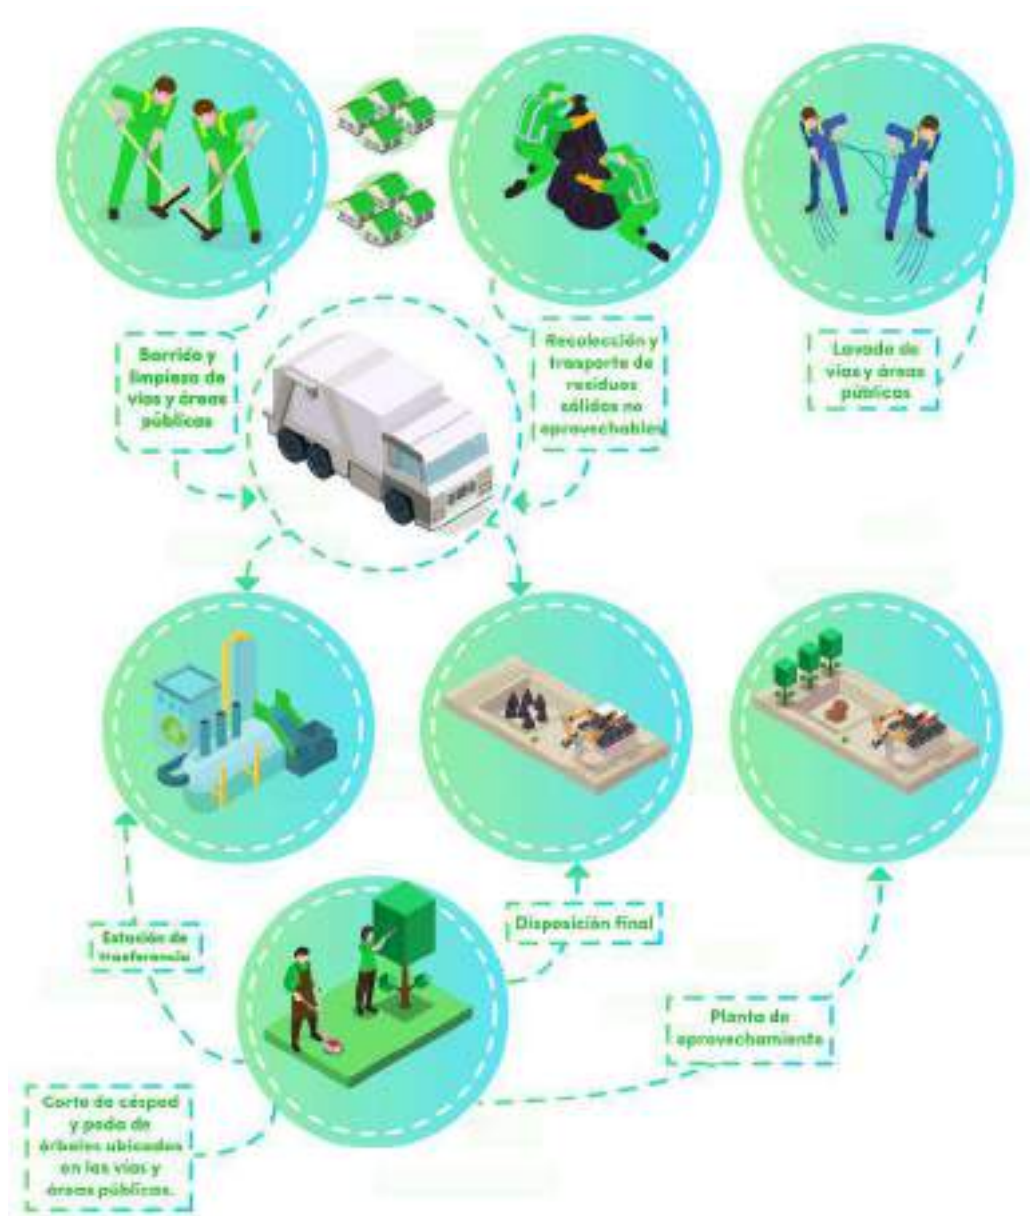 Barrido y
limpieza de
vías y áreas
públicas
Recolección y
trasporte de
residuos
sólidos no
aprovechables
Lavado de
vías y áreas
públicas
Estación de
trasferencia
Disposición final
Planta de
aprovechamiento
Corte de césped
y poda de
árboles ubicados
en las vías y
áreas públicas.